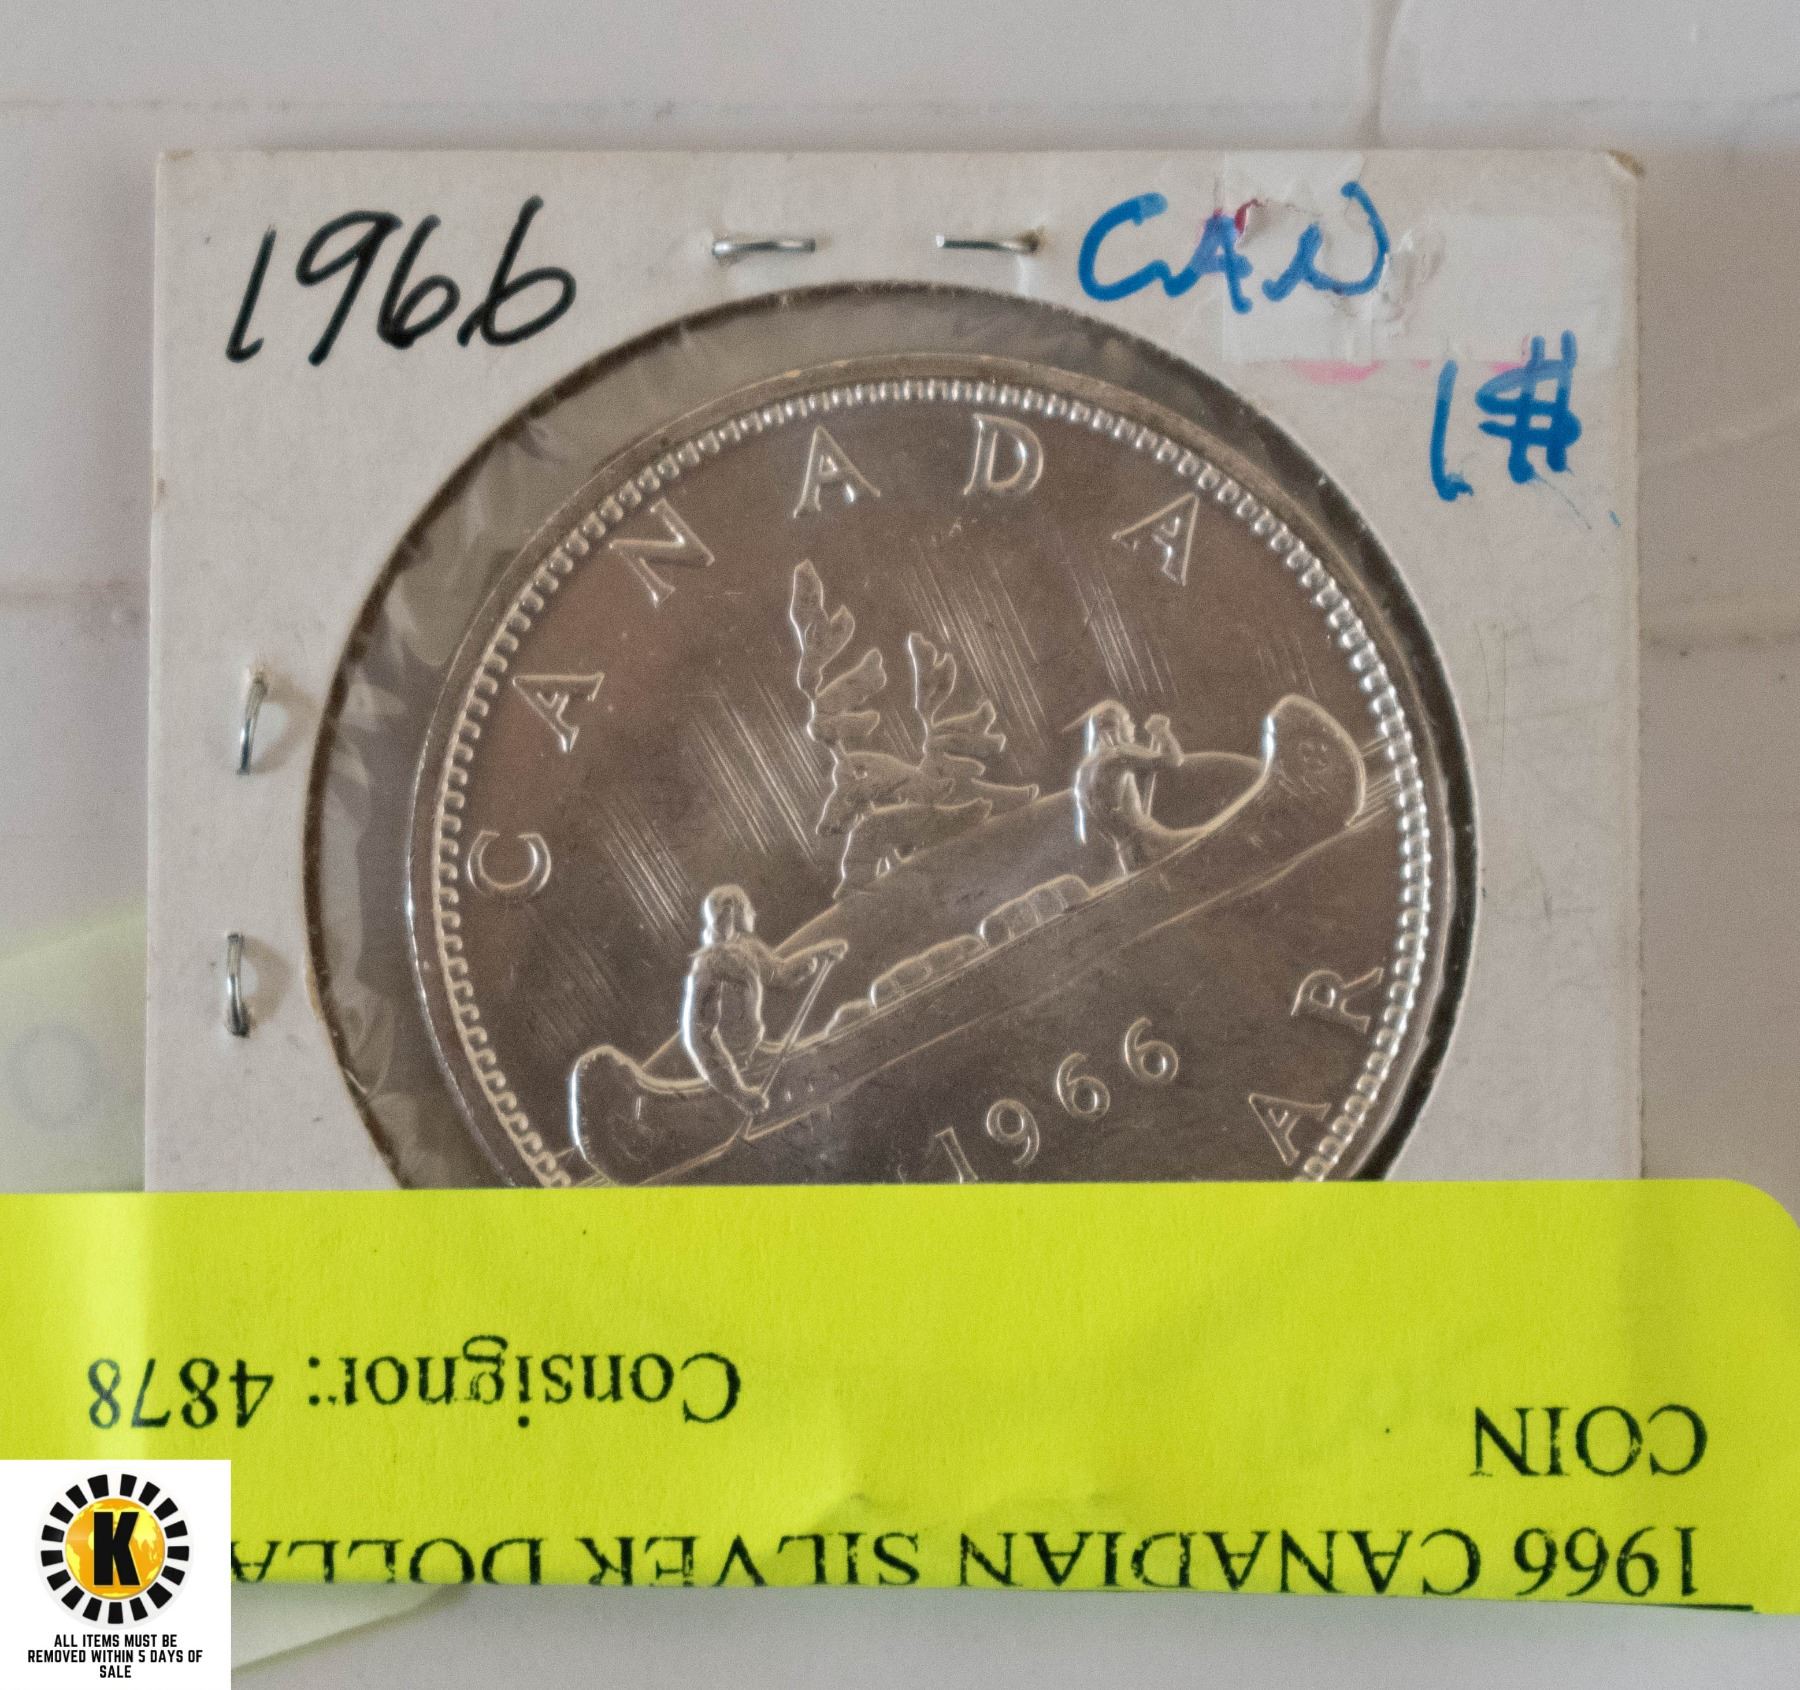 1966
CAN
1$
CANADA
1966
AR
Consignor: 4878
COIN
1966 CANADIAN SILVER DOLLA
K
ALL ITEMS MUST BE
REMOVED WITHIN 5 DAYS OF
SALE